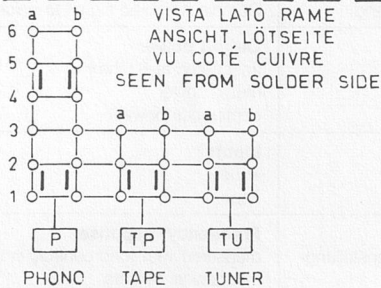 a b VISTA LATO RAME
6 ANSICHT LÖTSEITE
5 VU COTÉ CUIVRE
4 SEEN FROM SOLDER SIDE
a b a b
3
2
1
P TP TU
PHONO TAPE TUNER